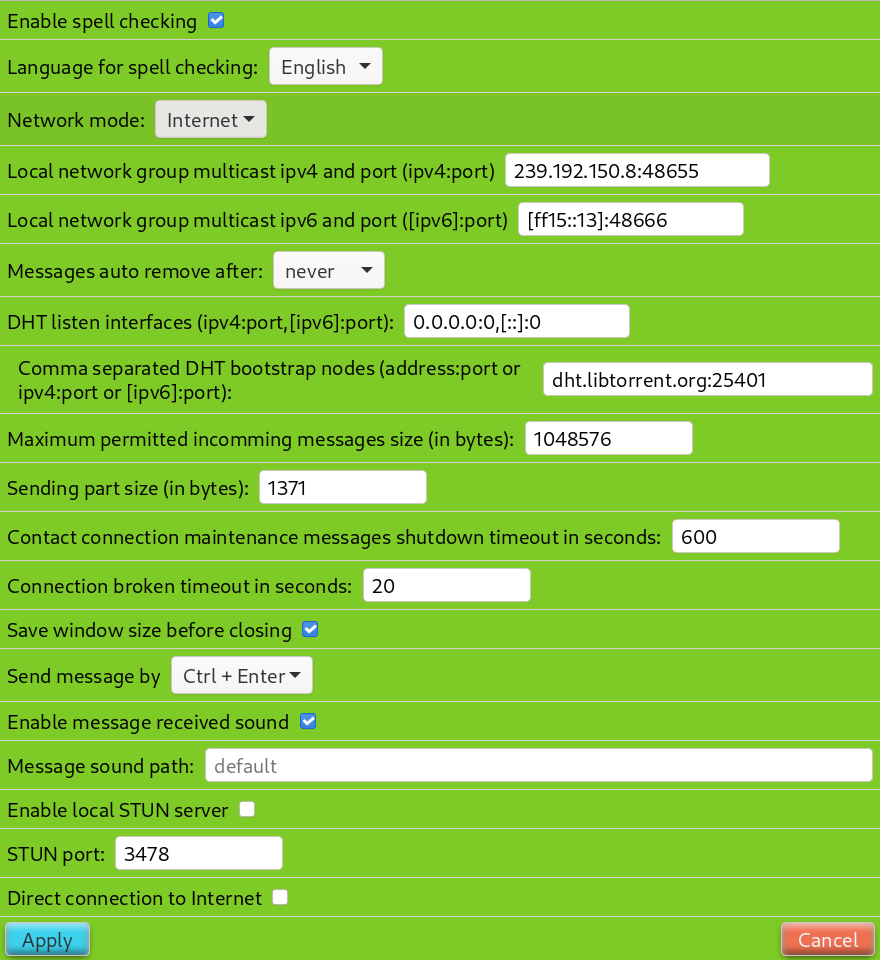 Enable spell checking
Language for spell checking: English
Network mode: Internet
Local network group multicast ipv4 and port (ipv4:port) 239.192.150.8:48655
Local network group multicast ipv6 and port ([ipv6]:port) [ff15::13]:48666
Messages auto remove after: never
DHT listen interfaces (ipv4:port,[ipv6]:port): 0.0.0.0:0,[::]:0
Comma separated DHT bootstrap nodes (address:port or
ipv4:port or [ipv6]:port): dht.libtorrent.org:25401
Maximum permitted incomming messages size (in bytes): 1048576
Sending part size (in bytes): 1371
Contact connection maintenance messages shutdown timeout in seconds: 600
Connection broken timeout in seconds: 20
Save window size before closing
Send message by Ctrl + Enter
Enable message received sound
Message sound path: default
Enable local STUN server
STUN port: 3478
Direct connection to Internet
Apply Cancel